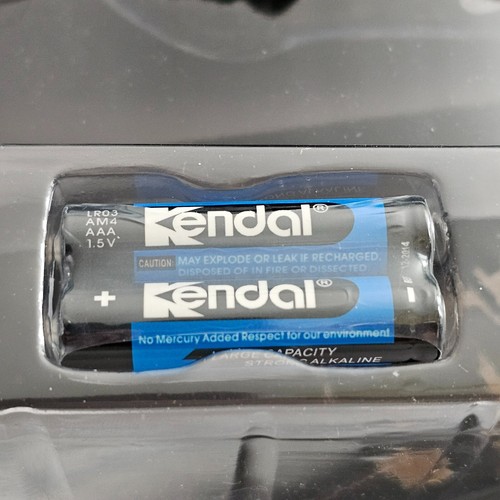 LR03
AM4
AAA
1.5V
Kendal®
CAUTION: MAY EXPLODE OR LEAK IF RECHARGED.
DISPOSED OF IN FIRE OR DISSECTED
+
Kendal®
-
No Mercury Added Respect for our environment
LARGE CAPACITY
STRONG ALKALINE